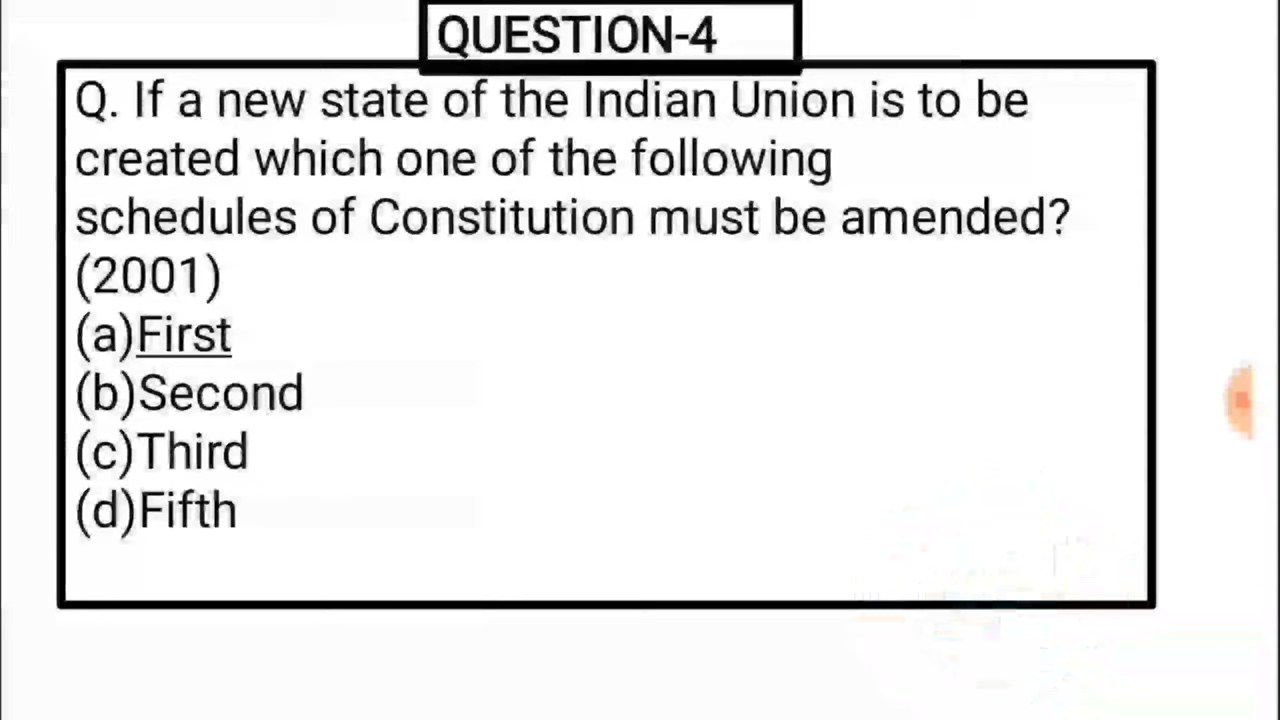 QUESTION-4
Q. If a new state of the Indian Union is to be
created which one of the following
schedules of Constitution must be amended?
(2001)
(a)First
(b)Second
(c)Third
(d)Fifth